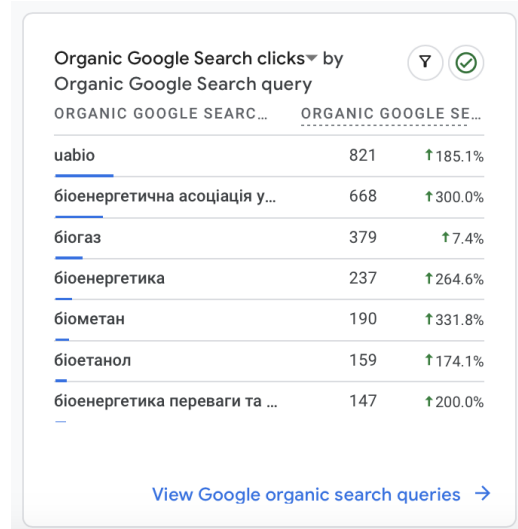 Organic Google Search clicks by
Organic Google Search query
ORGANIC GOOGLE SEARC… ORGANIC GOOGLE SE…
uabio 821 ↑185.1%
біоенергетична асоціація у… 668 ↑300.0%
біогаз 379 ↑7.4%
біоенергетика 237 ↑264.6%
біометан 190 ↑331.8%
біоетанол 159 ↑174.1%
біоенергетика переваги та … 147 ↑200.0%
View Google organic search queries →